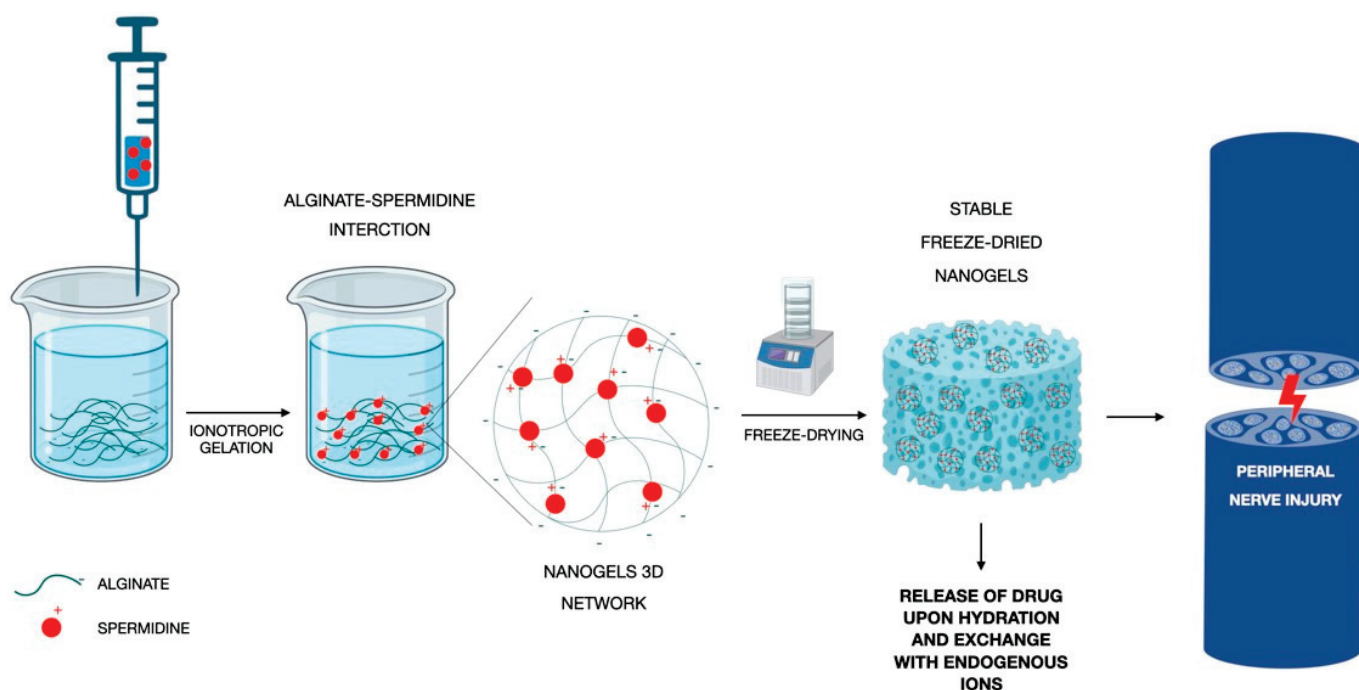 ALGINATE-SPERMIDINE
INTERCTION
IONOTROPIC
GELATION
+
-
NANOGELS 3D
NETWORK
FREEZE-DRYING
STABLE
FREEZE-DRIED
NANOGELS
RELEASE OF DRUG
UPON HYDRATION
AND EXCHANGE
WITH ENDOGENOUS
IONS
PERIPHERAL
NERVE INJURY
- ALGINATE
+
SPERMIDINE